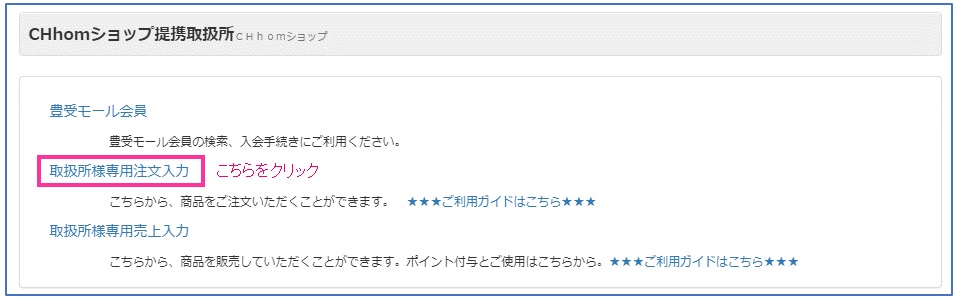 CHhomショップ提携取扱所CHhomショップ
豊受モール会員
豊受モール会員の検索、入会手続きにご利用ください。
取扱所様専用注文入力 こちらをクリック
こちらから、商品をご注文いただくことができます。 ★★★ご利用ガイドはこちら★★★
取扱所様専用売上入力
こちらから、商品を販売していただくことができます。ポイント付与とご使用はこちらから。★★★ご利用ガイドはこちら★★★